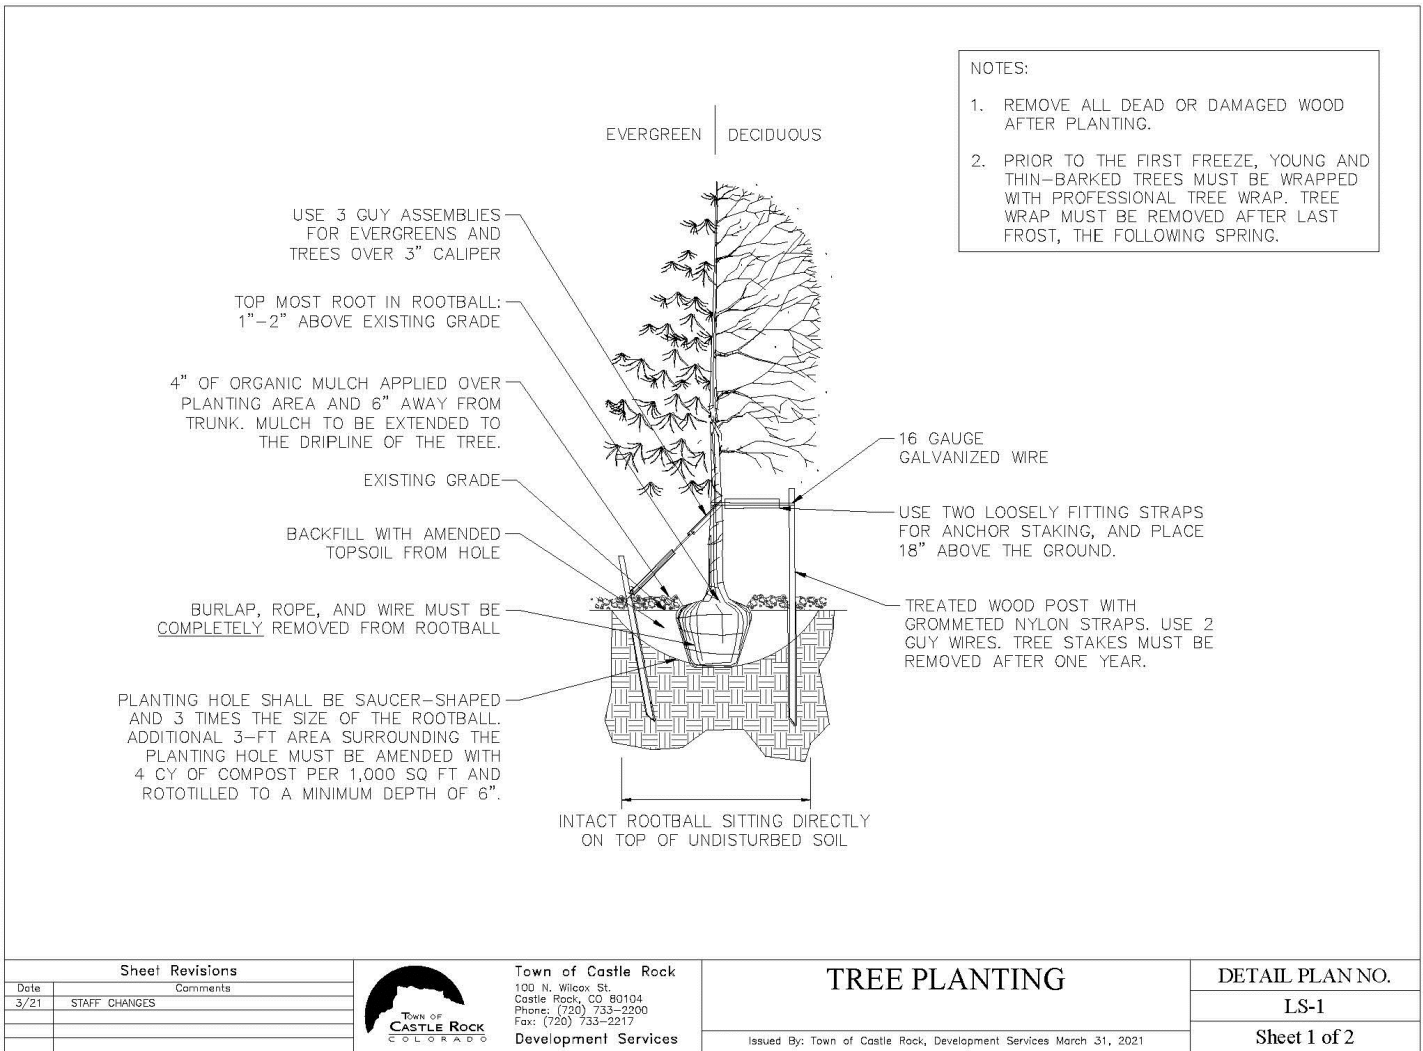 NOTES:
1. REMOVE ALL DEAD OR DAMAGED WOOD
AFTER PLANTING.
2. PRIOR TO THE FIRST FREEZE, YOUNG AND
THIN-BARKED TREES MUST BE WRAPPED
WITH PROFESSIONAL TREE WRAP. TREE
WRAP MUST BE REMOVED AFTER LAST
FROST, THE FOLLOWING SPRING.
EVERGREEN DECIDUOUS
USE 3 GUY ASSEMBLIES
FOR EVERGREENS AND
TREES OVER 3" CALIPER
TOP MOST ROOT IN ROOTBALL:
1"-2" ABOVE EXISTING GRADE
4" OF ORGANIC MULCH APPLIED OVER
PLANTING AREA AND 6" AWAY FROM
TRUNK. MULCH TO BE EXTENDED TO
THE DRIPLINE OF THE TREE.
EXISTING GRADE
BACKFILL WITH AMENDED
TOPSOIL FROM HOLE
BURLAP, ROPE, AND WIRE MUST BE
COMPLETELY REMOVED FROM ROOTBALL
PLANTING HOLE SHALL BE SAUCER-SHAPED
AND 3 TIMES THE SIZE OF THE ROOTBALL.
ADDITIONAL 3-FT AREA SURROUNDING THE
PLANTING HOLE MUST BE AMENDED WITH
4 CY OF COMPOST PER 1,000 SQ FT AND
ROTOTILLED TO A MINIMUM DEPTH OF 6".
16 GAUGE
GALVANIZED WIRE
USE TWO LOOSELY FITTING STRAPS
FOR ANCHOR STAKING, AND PLACE
18" ABOVE THE GROUND.
TREATED WOOD POST WITH
GROMMETED NYLON STRAPS. USE 2
GUY WIRES. TREE STAKES MUST BE
REMOVED AFTER ONE YEAR.
INTACT ROOTBALL SITTING DIRECTLY
ON TOP OF UNDISTURBED SOIL
Sheet Revisions
Date Comments
3/21 STAFF CHANGES
TOWN OF
CASTLE ROCK
COLORADO
Town of Castle Rock
100 N. Wilcox St.
Castle Rock, CO 80104
Phone: (720) 733-2200
Fax: (720) 733-2217
Development Services
TREE PLANTING
Issued By: Town of Castle Rock, Development Services March 31, 2021
DETAIL PLAN NO.
LS-1
Sheet 1 of 2